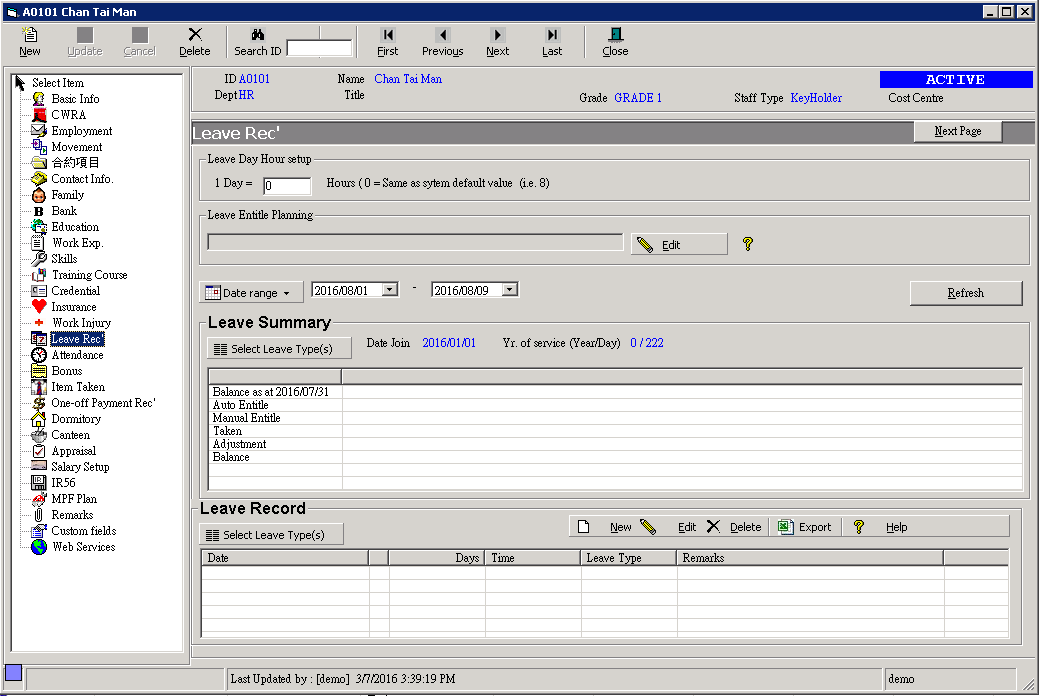 A0101 Chan Tai Man
New Update Cancel Delete Search ID First Previous Next Last Close
Select Item
Basic Info
CWRA
Employment
Movement
合約項目
Contact Info.
Family
Bank
Education
Work Exp.
Skills
Training Course
Credential
Insurance
Work Injury
Leave Rec'
Attendance
Bonus
Item Taken
One-off Payment Rec'
Dormitory
Canteen
Appraisal
Salary Setup
IR56
MPF Plan
Remarks
Custom fields
Web Services
ID A0101 Name Chan Tai Man ACTIVE
Dept HR Title Grade GRADE 1 Staff Type KeyHolder Cost Centre
Leave Rec' Next Page
Leave Day Hour setup
1 Day = 0 Hours ( 0 = Same as sytem default value (i.e. 8)
Leave Entitle Planning
Edit ?
Date range 2016/08/01 - 2016/08/09 Refresh
Leave Summary
Select Leave Type(s) Date Join 2016/01/01 Yr. of service (Year/Day) 0 / 222
Balance as at 2016/07/31
Auto Entitle
Manual Entitle
Taken
Adjustment
Balance
Leave Record
Select Leave Type(s) New Edit Delete Export ? Help
Date Days Time Leave Type Remarks
Last Updated by : [demo] 3/7/2016 3:39:19 PM demo